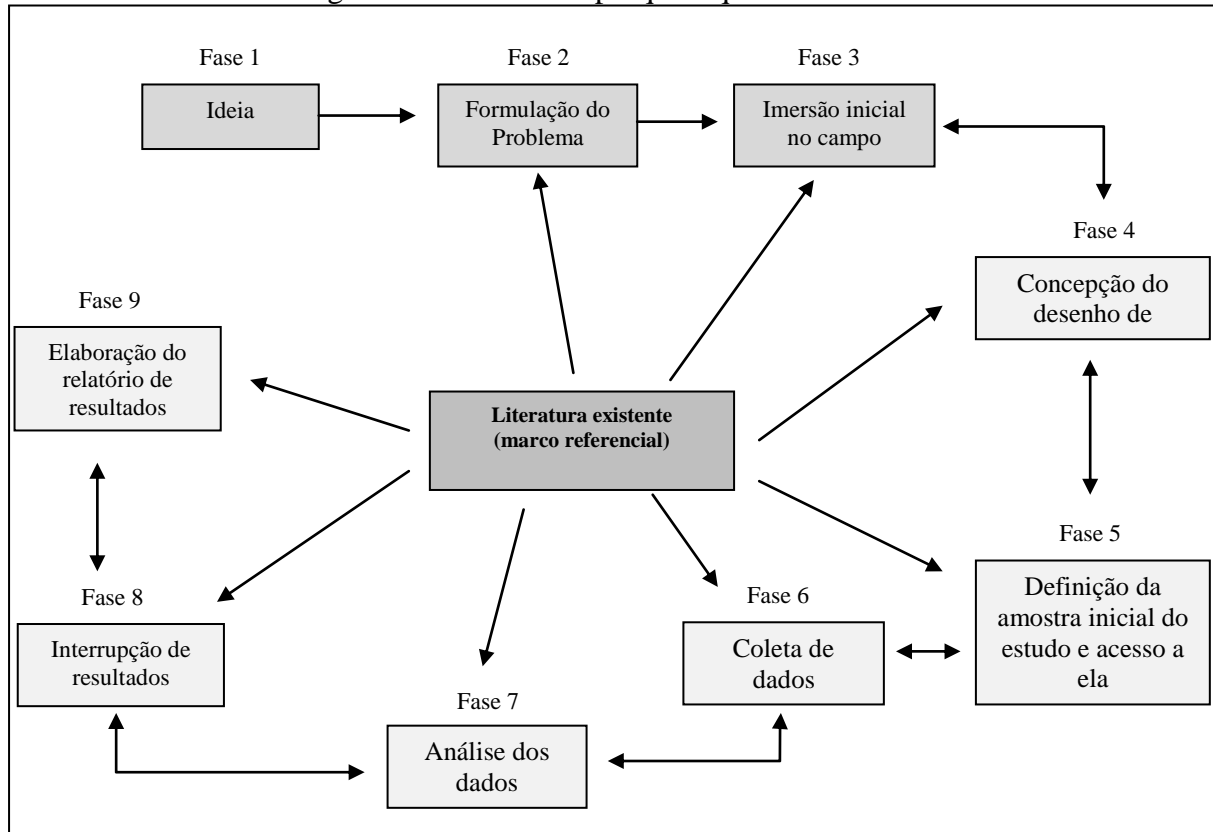 Fase 1
Ideia
Fase 2
Formulação do
Problema
Fase 3
Imersão inicial
no campo
Fase 4
Concepção do
desenho de
Fase 5
Definição da
amostra inicial do
estudo e acesso a
ela
Fase 6
Coleta de
dados
Fase 7
Análise dos
dados
Fase 8
Interrupção de
resultados
Fase 9
Elaboração do
relatório de
resultados
Literatura existente
(marco referencial)